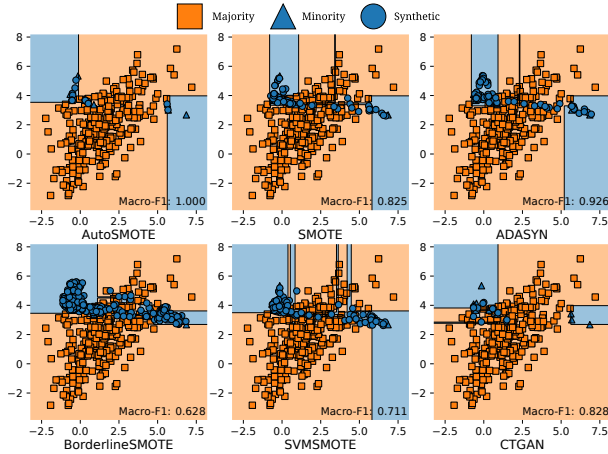 Majority Minority Synthetic
8 8 8
6 6 6
4 4 4
2 2 2
0 0 0
−2 −2 −2
Macro-F1: 1.000 Macro-F1: 0.825 Macro-F1: 0.926
−2.5 0.0 2.5 5.0 7.5 −2.5 0.0 2.5 5.0 7.5 −2.5 0.0 2.5 5.0 7.5
AutoSMOTE SMOTE ADASYN
8 8 8
6 6 6
4 4 4
2 2 2
0 0 0
−2 −2 −2
Macro-F1: 0.628 Macro-F1: 0.711 Macro-F1: 0.828
−2.5 0.0 2.5 5.0 7.5 −2.5 0.0 2.5 5.0 7.5 −2.5 0.0 2.5 5.0 7.5
BorderlineSMOTE SVMSMOTE CTGAN